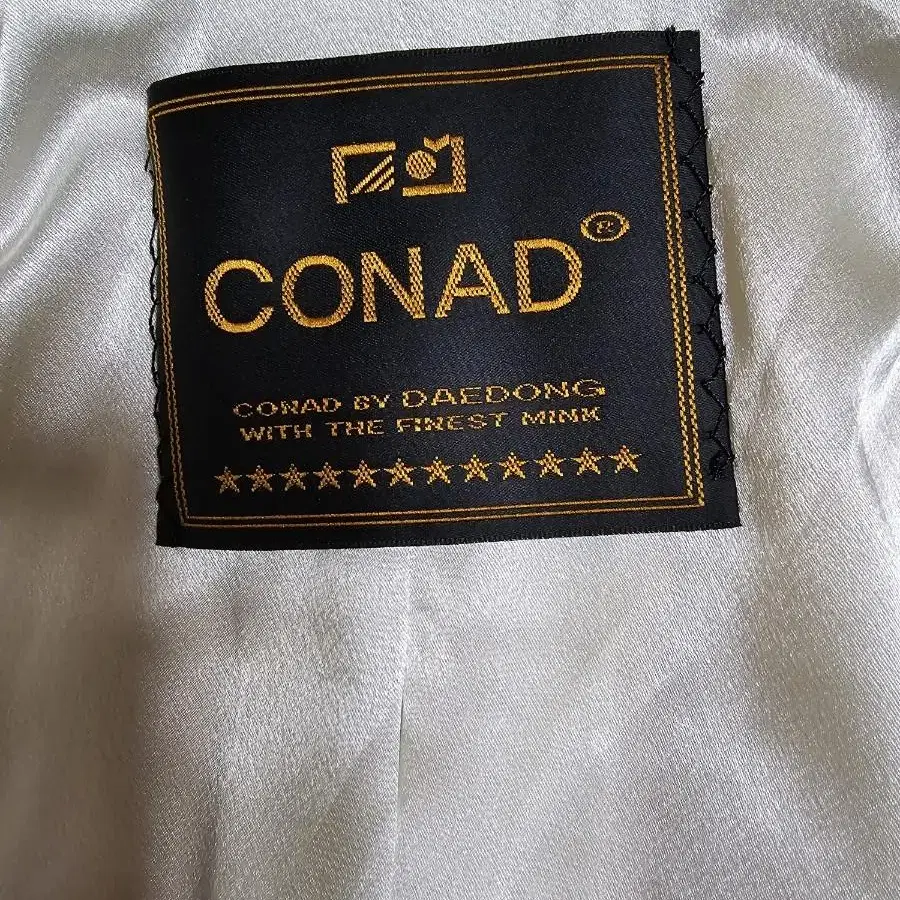 CONAD®
CONAD BY DAEDONG
WITH THE FINEST MINK